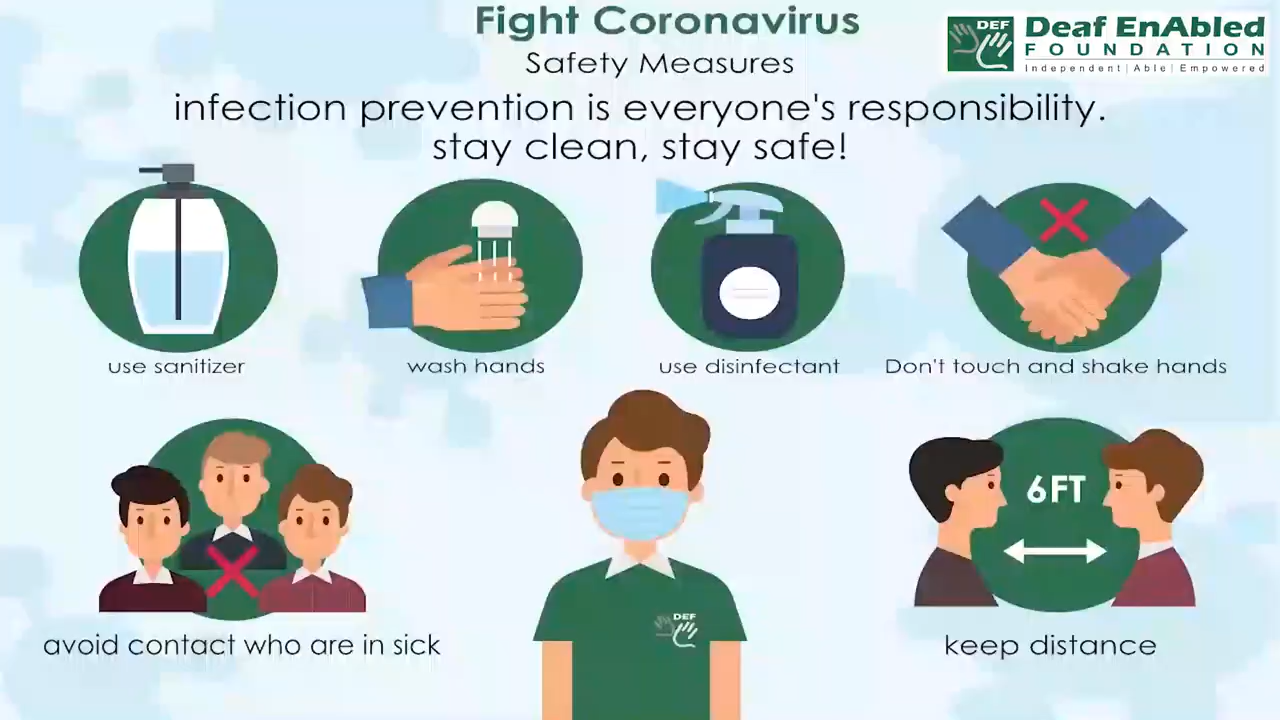 Fight Coronavirus
Safety Measures
DEF
Deaf EnAbled
FOUNDATION
Independent | Able | Empowered
infection prevention is everyone's responsibility.
stay clean, stay safe!
use sanitizer
wash hands
use disinfectant
Don't touch and shake hands
6FT
DEF
avoid contact who are in sick
keep distance